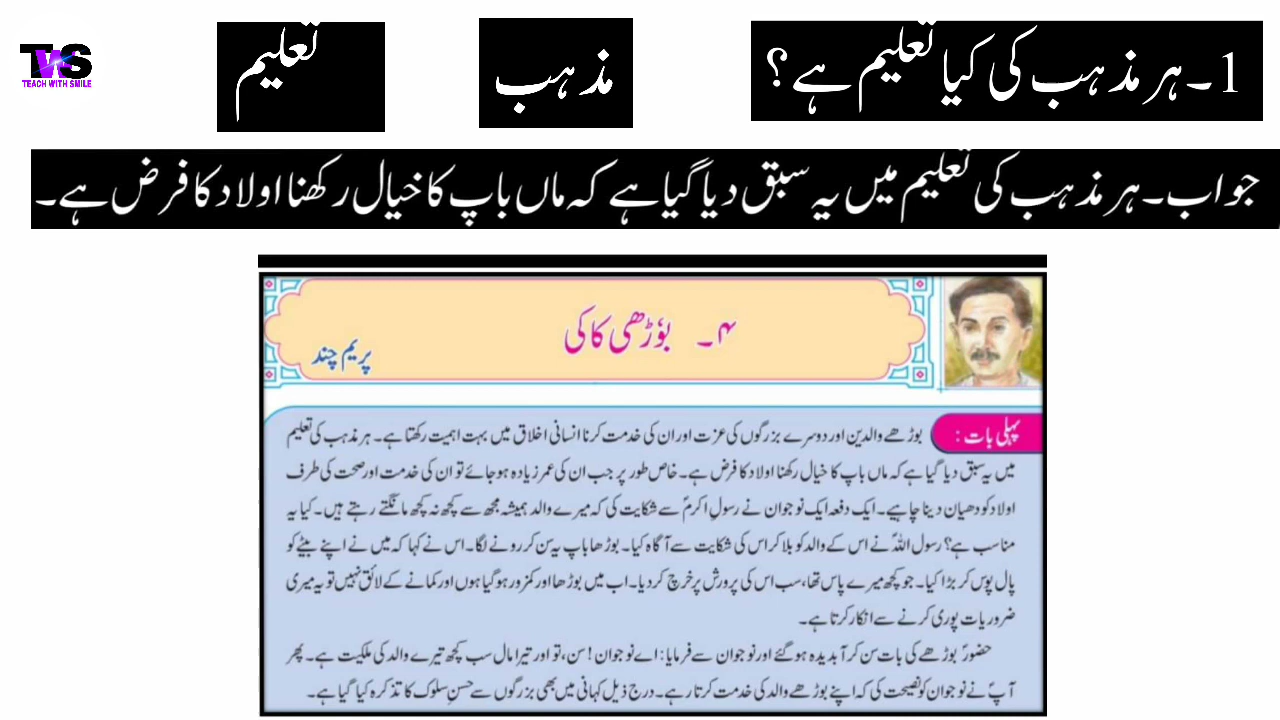 TWS
TEACH WITH SMILE
1۔ہر مذہب کی کیا تعلیم ہے؟
مذہب
تعلیم
جواب۔ہر مذہب کی تعلیم میں یہ سبق دیا گیا ہے کہ ماں باپ کا خیال رکھنا اولاد کا فرض ہے۔
۴۔ بوٗڑھی کاکی
پریم چند
پہلی بات : بوڑھے والدین اور دوسرے بزرگوں کی عزت اور ان کی خدمت کرنا انسانی اخلاق میں بہت اہمیت رکھتا ہے۔ ہر مذہب کی تعلیم
میں یہ سبق دیا گیا ہے کہ ماں باپ کا خیال رکھنا اولاد کا فرض ہے۔ خاص طور پر جب ان کی عمر زیادہ ہو جائے تو ان کی خدمت اور صحت کی طرف
اولاد کو دھیان دینا چاہیے۔ ایک دفعہ ایک نوجوان نے رسولِ اکرمؐ سے شکایت کی کہ میرے والد ہمیشہ مجھ سے کچھ نہ کچھ مانگتے رہتے ہیں۔ کیا یہ
مناسب ہے؟ رسول اللہؐ نے اس کے والد کو بلا کر اس کی شکایت سے آگاہ کیا۔ بوڑھا باپ یہ سن کر رونے لگا۔ اس نے کہا کہ میں نے اپنے بیٹے کو
پال پوس کر بڑا کیا۔ جو کچھ میرے پاس تھا، سب اس کی پرورش پر خرچ کر دیا۔ اب میں بوڑھا اور کمزور ہو گیا ہوں اور کمانے کے لائق نہیں تو یہ میری
ضروریات پوری کرنے سے انکار کرتا ہے۔
حضورؐ بوڑھے کی بات سن کر آبدیدہ ہو گئے اور نوجوان سے فرمایا : اے نوجوان! سن، تو اور تیرا مال سب کچھ تیرے والد کی ملکیت ہے۔ پھر
آپؐ نے نوجوان کو نصیحت کی کہ اپنے بوڑھے والد کی خدمت کرتا رہے۔ درج ذیل کہانی میں بھی بزرگوں سے حسنِ سلوک کا تذکرہ کیا گیا ہے۔